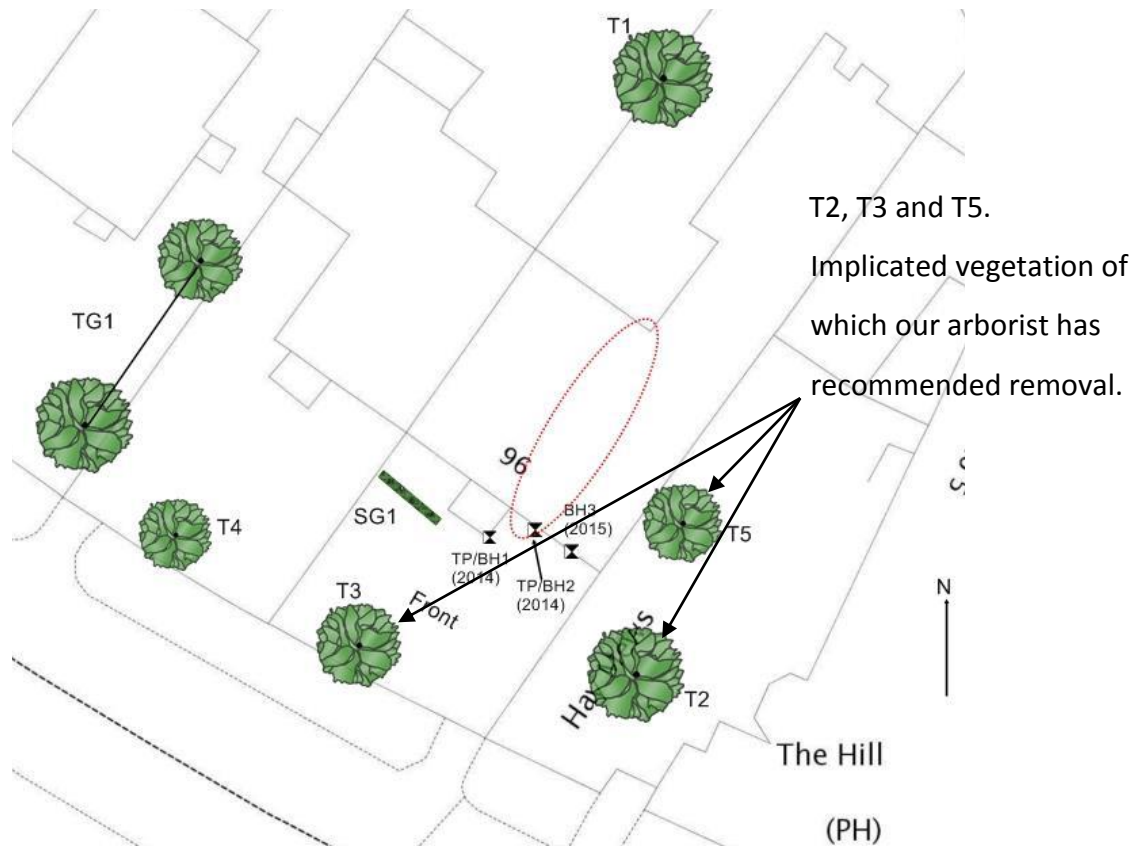 T1
T2, T3 and T5.
Implicated vegetation of
which our arborist has
recommended removal.
TG1
96
SG1
T4
BH3
(2015)
T5
TP/BH1
(2014)
TP/BH2
(2014)
T3
Front
N
T2
The Hill
(PH)